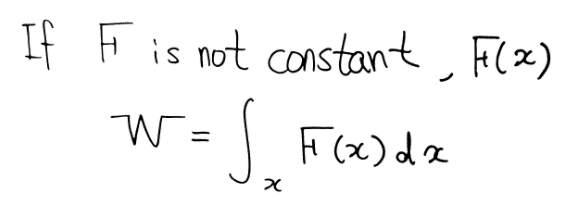 If F is not constant, F(x)
W = ∫ₓ F(x) dx